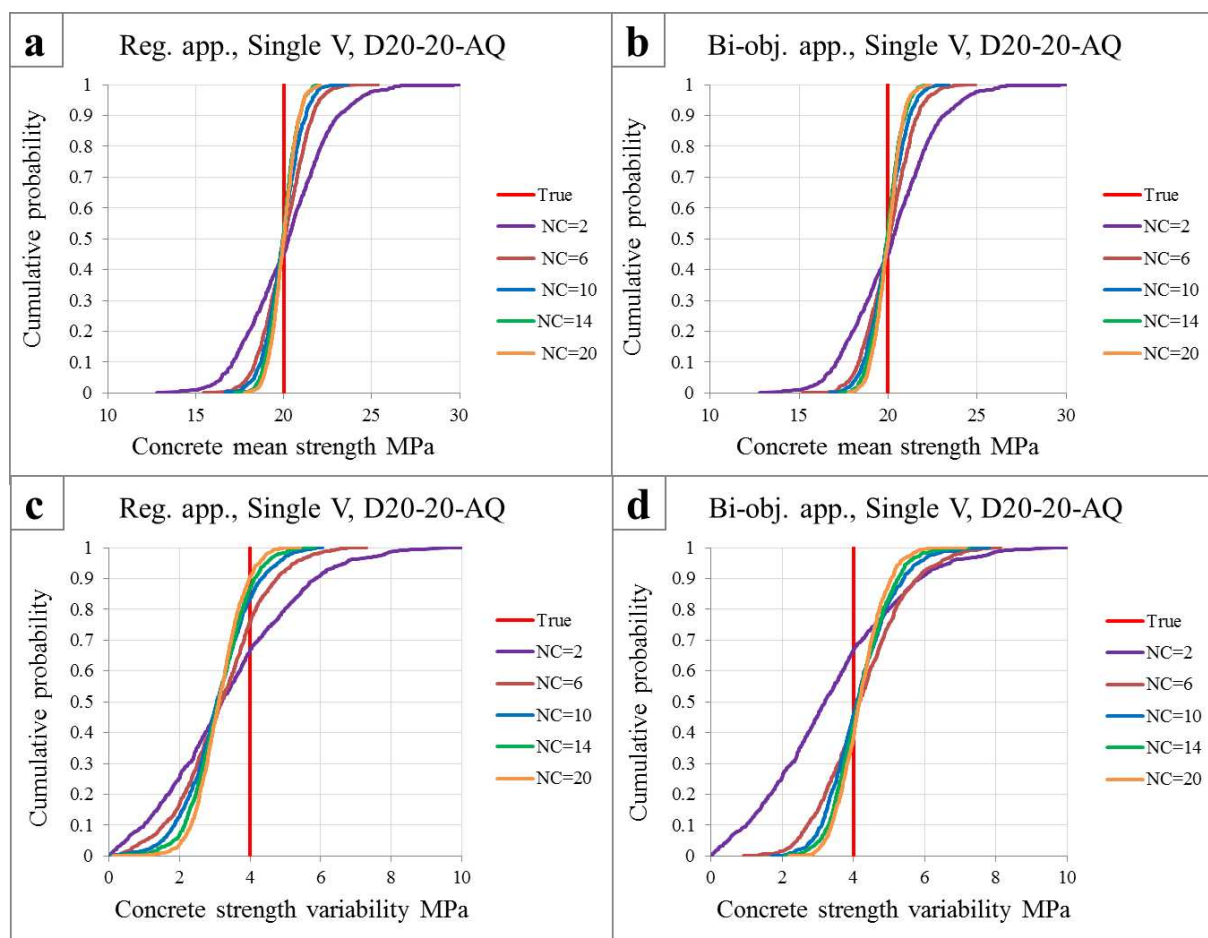 a
Reg. app., Single V, D20-20-AQ
Cumulative probability
1
0.9
0.8
0.7
0.6
0.5
0.4
0.3
0.2
0.1
0
10 15 20 25 30
Concrete mean strength MPa
True
NC=2
NC=6
NC=10
NC=14
NC=20
b
Bi-obj. app., Single V, D20-20-AQ
Cumulative probability
1
0.9
0.8
0.7
0.6
0.5
0.4
0.3
0.2
0.1
0
10 15 20 25 30
Concrete mean strength MPa
True
NC=2
NC=6
NC=10
NC=14
NC=20
c
Reg. app., Single V, D20-20-AQ
Cumulative probability
1
0.9
0.8
0.7
0.6
0.5
0.4
0.3
0.2
0.1
0
0 2 4 6 8 10
Concrete strength variability MPa
True
NC=2
NC=6
NC=10
NC=14
NC=20
d
Bi-obj. app., Single V, D20-20-AQ
Cumulative probability
1
0.9
0.8
0.7
0.6
0.5
0.4
0.3
0.2
0.1
0
0 2 4 6 8 10
Concrete strength variability MPa
True
NC=2
NC=6
NC=10
NC=14
NC=20